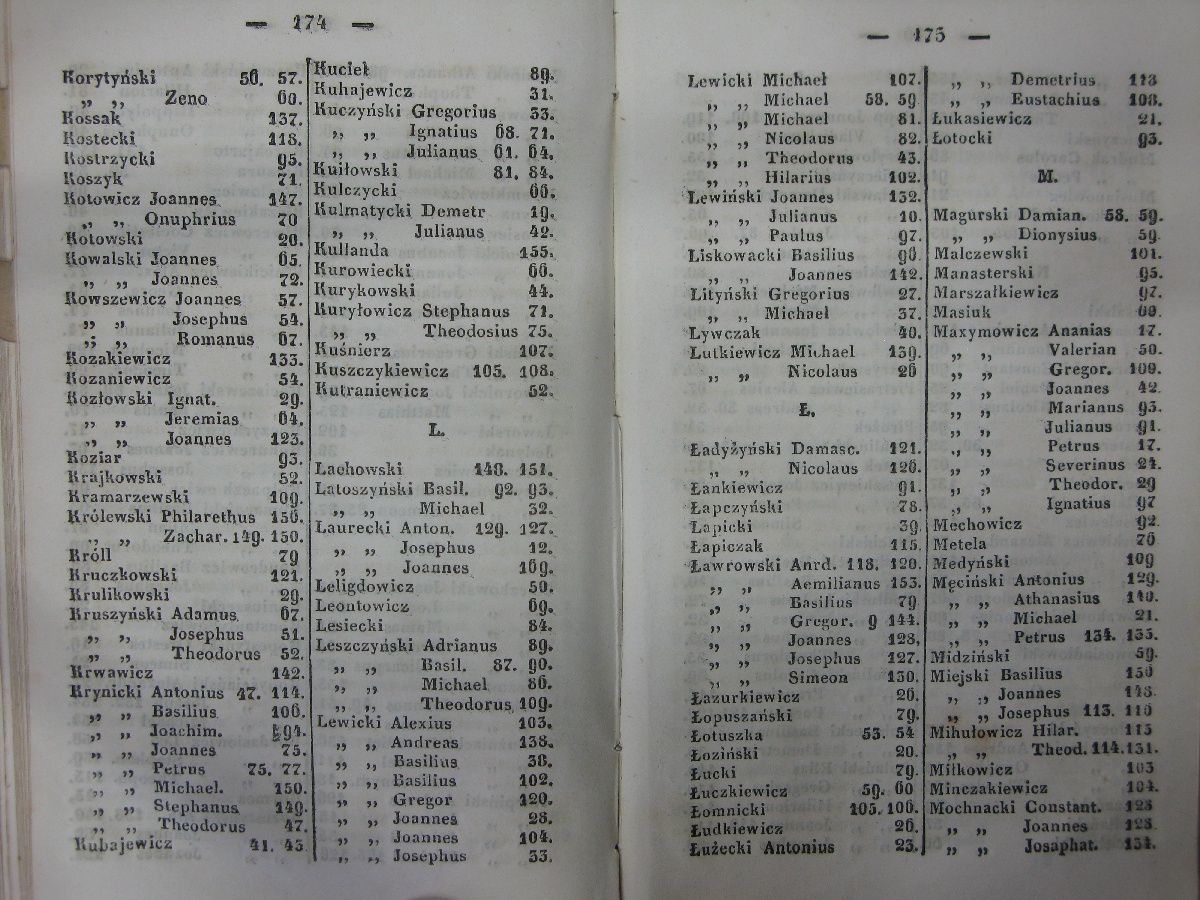 — 174 —
Korytyński 56. 57.
„ „ Zeno 60.
Kossak 137.
Kostecki 118.
Kostrzycki 95.
Koszyk 71.
Kotowicz Joannes 147.
„ „ Onuphrius 70
Kotowski 20.
Kowalski Joannes 65.
„ „ Joannes 72.
Kowszewicz Joannes 57.
„ „ Josephus 54.
„ „ Romanus 67.
Kozakiewicz 133.
Kozaniewicz 54.
Kozłowski Ignat. 29.
„ „ Jeremias 64.
„ „ Joannes 123.
Koziar 93.
Krajkowski 52.
Kramarzewski 109.
Królewski Philarethus 156.
„ „ Zachar. 149. 150.
Króll 79
Kruczkowski 121.
Krulikowski 29.
Kruszyński Adamus 67.
„ „ Josephus 51.
„ „ Theodorus 52.
Krwawicz 142.
Krynicki Antonius 47. 114.
„ „ Basilius 106.
„ „ Joachim. 94.
„ „ Joannes 75.
„ „ Petrus 75. 77.
„ „ Michael. 150.
„ „ Stephanus 149.
„ „ Theodorus 47.
Kubajewicz 41. 43.
Kucieł 89.
Kuhajewicz 31.
Kuczyński Gregorius 33.
„ „ Ignatius 68. 71.
„ „ Julianus 61. 64.
Kuiłowski 81. 84.
Kulczycki 66.
Kulmatycki Demetr 19.
„ „ Julianus 42.
Kullanda 155.
Kurowiecki 66.
Kurykowski 44.
Kuryłowicz Stephanus 71.
„ „ Theodosius 75.
Kuśnierz 107.
Kuszczykiewicz 105. 108.
Kutraniewicz 52.
L.
Lachowski 148. 151.
Latoszyński Basil. 92. 93.
„ „ Michael 32.
Laurecki Anton. 129. 127.
„ „ Josephus 12.
„ „ Joannes 109.
Leligdowicz 50.
Leontowicz 69.
Lesiecki 84.
Leszczyński Adrianus 89.
„ „ Basil. 87. 90.
„ „ Michael 86.
„ „ Theodorus 109.
Lewicki Alexius 103.
„ „ Andreas 138.
„ „ Basilius 38.
„ „ Basilius 102.
„ „ Gregor 120.
„ „ Joannes 28.
„ „ Joannes 104.
„ „ Josephus 33.
— 175 —
Lewicki Michaeł 107.
„ „ Michael 58. 59
„ „ Michael 81.
„ „ Nicolaus 82.
„ „ Theodorus 43.
„ „ Hilarius 102.
Lewiński Joannes 132.
„ „ Julianus 10.
„ „ Paulus 97.
Liskowacki Basilius 96.
„ „ Joannes 142.
Lityński Gregorius 27.
„ „ Michael 37.
Lywczak 40.
Lutkiewicz Michael 139.
„ „ Nicolaus 26
Ł.
Ładyżyński Damasc. 121.
„ „ Nicolaus 126.
Łankiewicz 91.
Łapczyński 78.
Łapicki 39.
Łapiczak 115.
Ławrowski Anrd. 118. 120.
„ „ Aemilianus 153.
„ „ Basilius 79
„ „ Gregor. 9 144.
„ „ Joannes 128,
„ „ Josephus 127.
„ „ Simeon 130.
Łazurkiewicz 26.
Łopuszański 79.
Łotuszka 53. 54
Łoziński 20.
Łucki 79.
Łuczkiewicz 59. 60
Łomnicki 105. 106.
Łudkiewicz 26.
Łużecki Antonius 23.
„ „ Demetrius 113
„ „ Eustachius 108.
Łukasiewicz 21.
Łotocki 93.
M.
Magurski Damian. 58. 59.
„ „ Dionysius 59.
Malczewski 101.
Manasterski 95.
Marszałkiewicz 97.
Masiuk 60.
Maxymowicz Ananias 17.
„ „ Valerian 50.
„ „ Gregor. 109.
„ „ Joannes 42
„ „ Marianus 93.
„ „ Julianus 91.
„ „ Petrus 17.
„ „ Severinus 24.
„ „ Theodor. 29
„ „ Ignatius 97
Mechowicz 92.
Metela 76
Medyński 109
Męciński Antonius 129.
„ „ Athanasius 140.
„ „ Michael 21.
„ „ Petrus 134. 135.
Midziński 59.
Miejski Basilius 150
„ „ Joannes 143.
„ „ Josephus 113. 116
Mihułowicz Hilar. 115
„ „ Theod. 114.131.
Miłkowicz 103
Minczakiewicz 104.
Mochnacki Constant. 128
„ „ Joannes 128.
„ „ Josaphat. 134.